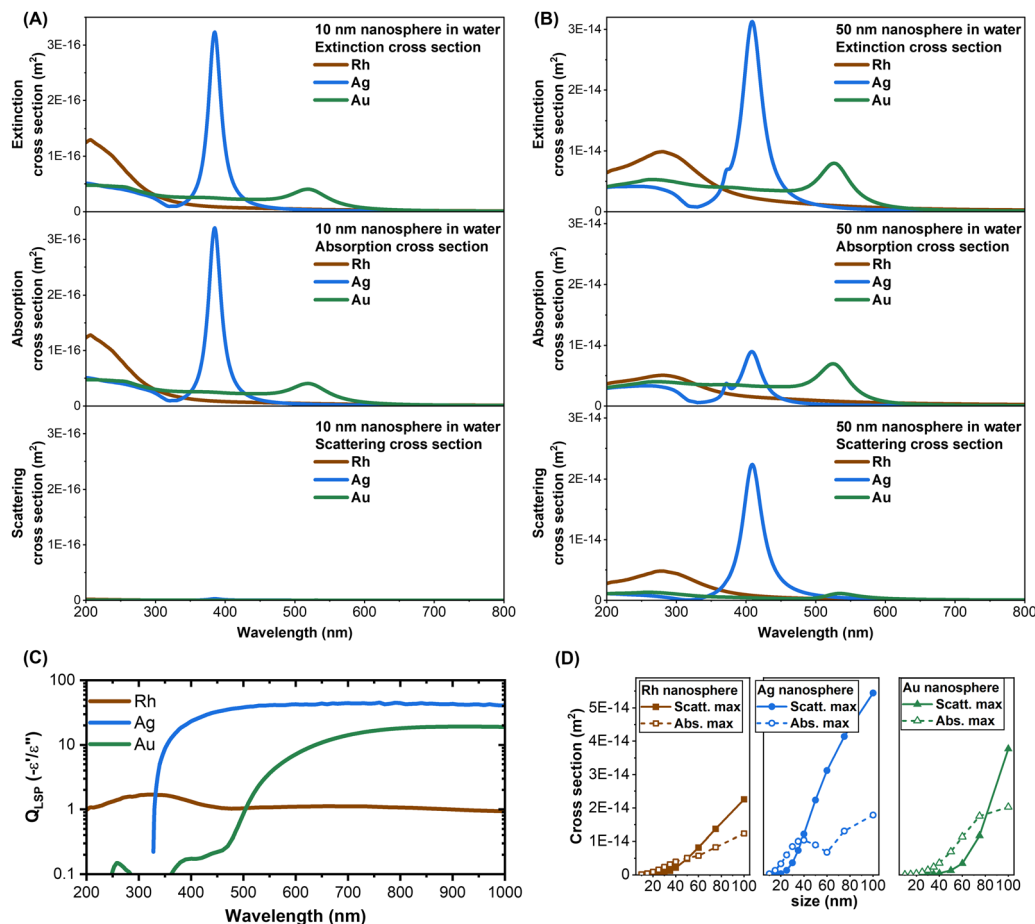 (A)
10 nm nanosphere in water
Extinction cross section
Rh
Ag
Au
Extinction
cross section (m²)
3E-16
2E-16
1E-16
0
10 nm nanosphere in water
Absorption cross section
Rh
Ag
Au
Absorption
cross section (m²)
3E-16
2E-16
1E-16
0
10 nm nanosphere in water
Scattering cross section
Rh
Ag
Au
Scattering
cross section (m²)
3E-16
2E-16
1E-16
0
200 300 400 500 600 700 800
Wavelength (nm)
(B)
50 nm nanosphere in water
Extinction cross section
Rh
Ag
Au
Extinction
cross section (m²)
3E-14
2E-14
1E-14
0
50 nm nanosphere in water
Absorption cross section
Rh
Ag
Au
Absorption
cross section (m²)
3E-14
2E-14
1E-14
0
50 nm nanosphere in water
Scattering cross section
Rh
Ag
Au
Scattering
cross section (m²)
3E-14
2E-14
1E-14
0
200 300 400 500 600 700 800
Wavelength (nm)
(C)
Rh
Ag
Au
Q_LSP (-ε'/ε")
100
10
1
0.1
200 300 400 500 600 700 800 900 1000
Wavelength (nm)
(D)
Rh nanosphere
Scatt. max
Abs. max
Ag nanosphere
Scatt. max
Abs. max
Au nanosphere
Scatt. max
Abs. max
Cross section (m²)
5E-14
4E-14
3E-14
2E-14
1E-14
0
20 40 60 80 100
20 40 60 80 100
20 40 60 80 100
size (nm)